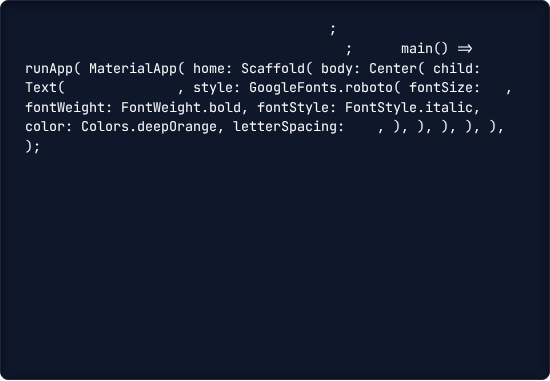 ;
; main() =>
runApp( MaterialApp( home: Scaffold( body: Center( child:
Text( , style: GoogleFonts.roboto( fontSize: ,
fontWeight: FontWeight.bold, fontStyle: FontStyle.italic,
color: Colors.deepOrange, letterSpacing: , ), ), ), ), ),
);